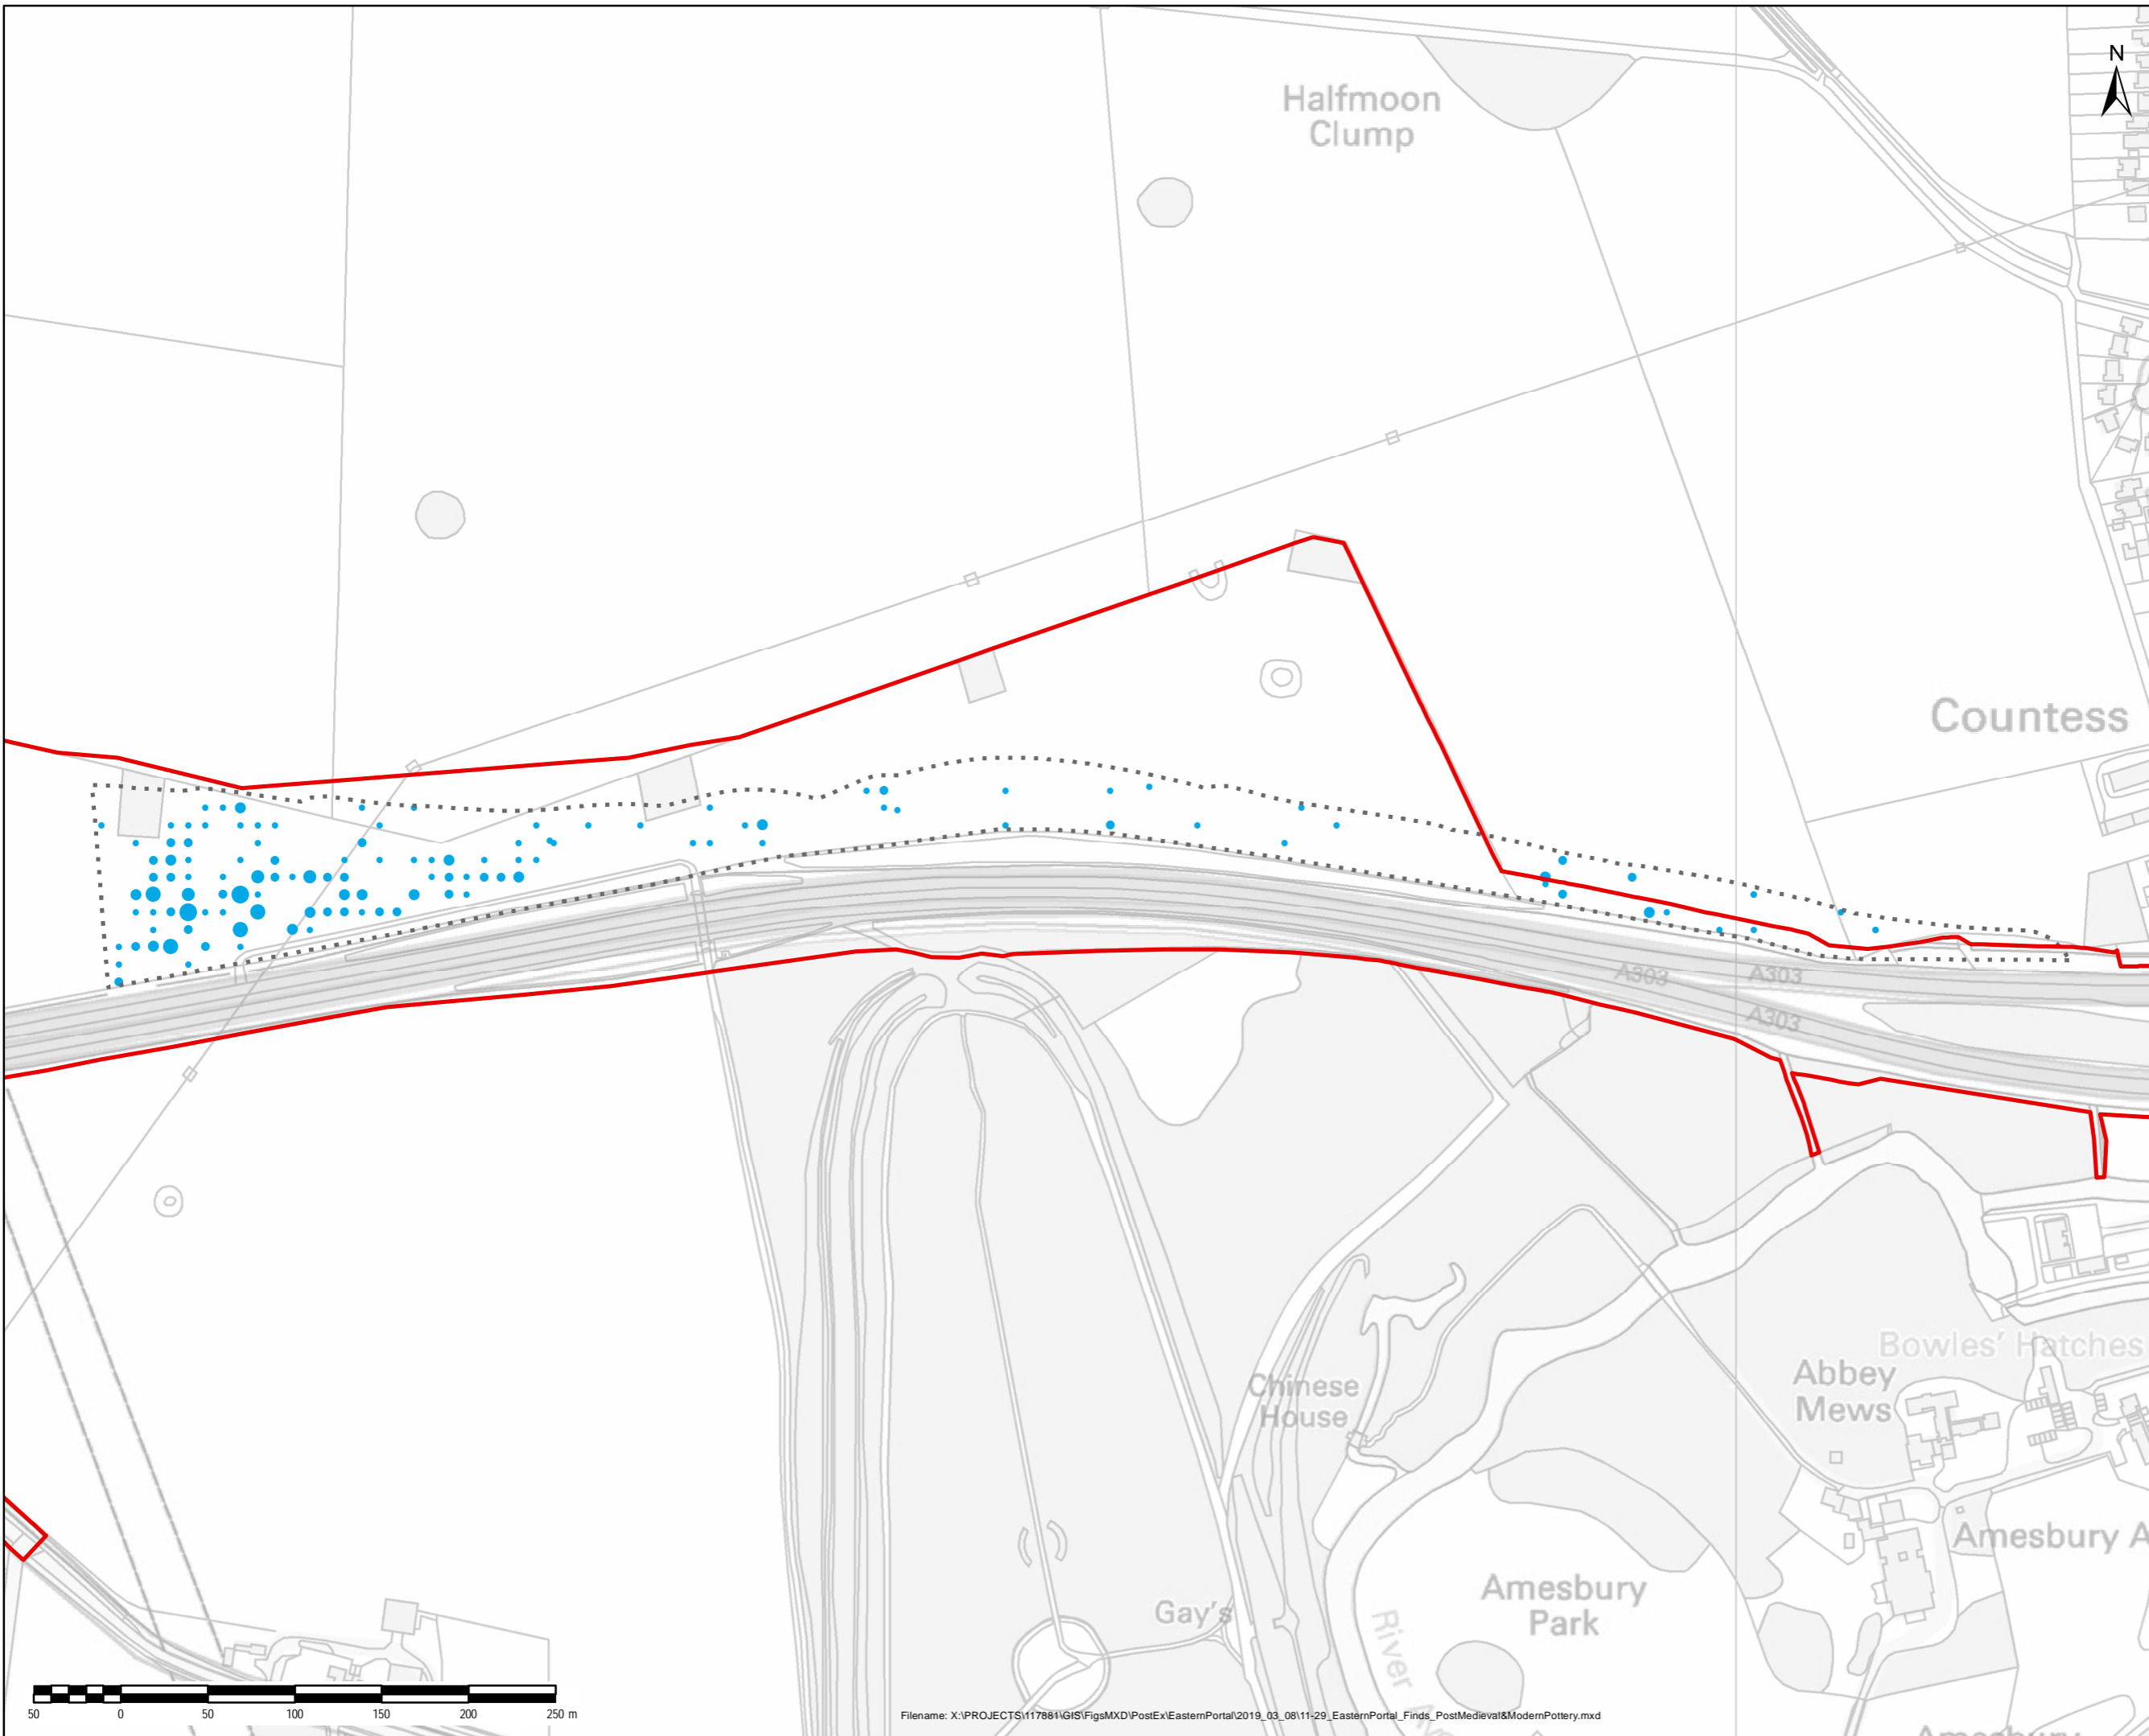 N
Halfmoon
Clump
Countess
A303
A303
A303
Bowles' Hatches
Abbey
Mews
Chinese
House
Amesbury A
Amesbury
Park
Gay's
River
50 0 50 100 150 200 250 m
Filename: X:\PROJECTS\117881\GIS\FigsMXD\PostEx\EasternPortal\2019_03_08\11-29_EasternPortal_Finds_PostMedieval&ModernPottery.mxd
Amesbury